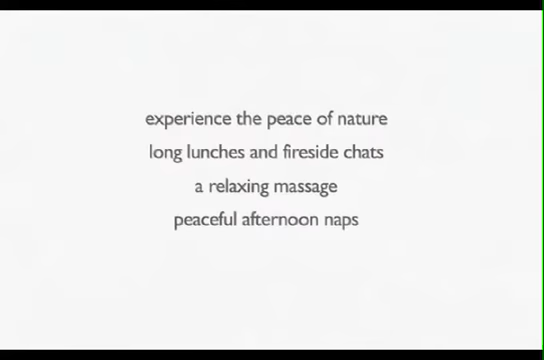 experience the peace of nature
long lunches and fireside chats
a relaxing massage
peaceful afternoon naps